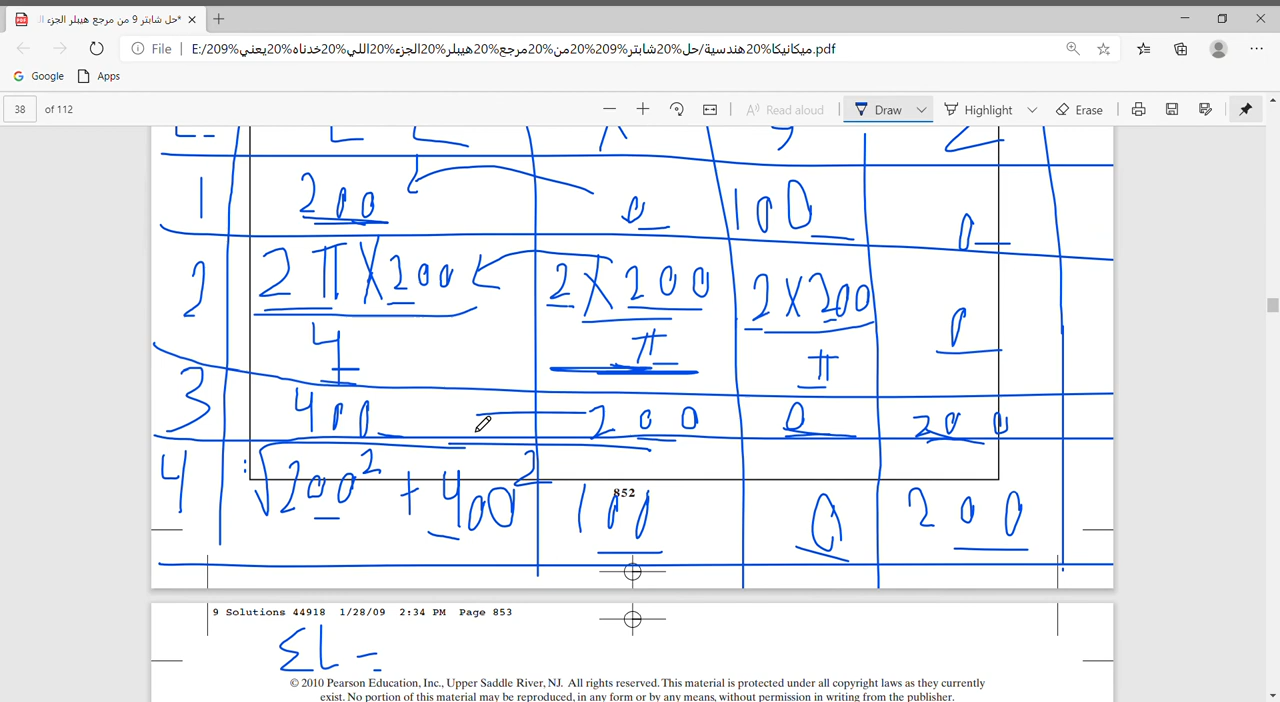 *حل شابتر 9 من مرجع هيبلر الجزء ال
File E:/209%ميكانيكا%20هندسية/حل%20شابتر%209%20من%20مرجع%20هيبلر%20الجزء%20اللي%20خدناه%20يعني.pdf
Google Apps
38 of 112 Read aloud Draw Highlight Erase
1 200 0 100 0
2 2π×200/4 2×200/π 2×200/π 0
3 400 200 0 200
4 √200² + 400² 100 0 200
852
9 Solutions 44918 1/28/09 2:34 PM Page 853
ΣL =
© 2010 Pearson Education, Inc., Upper Saddle River, NJ. All rights reserved. This material is protected under all copyright laws as they currently
exist. No portion of this material may be reproduced, in any form or by any means, without permission in writing from the publisher.